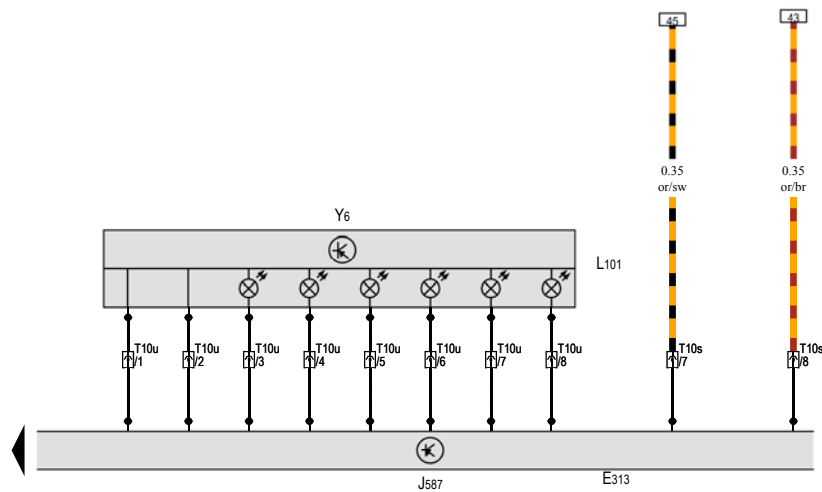 45
43
0.35
or/sw
0.35
or/br
Y6
L101
T10u
/1
T10u
/2
T10u
/3
T10u
/4
T10u
/5
T10u
/6
T10u
/7
T10u
/8
T10s
/7
T10s
/8
J587
E313